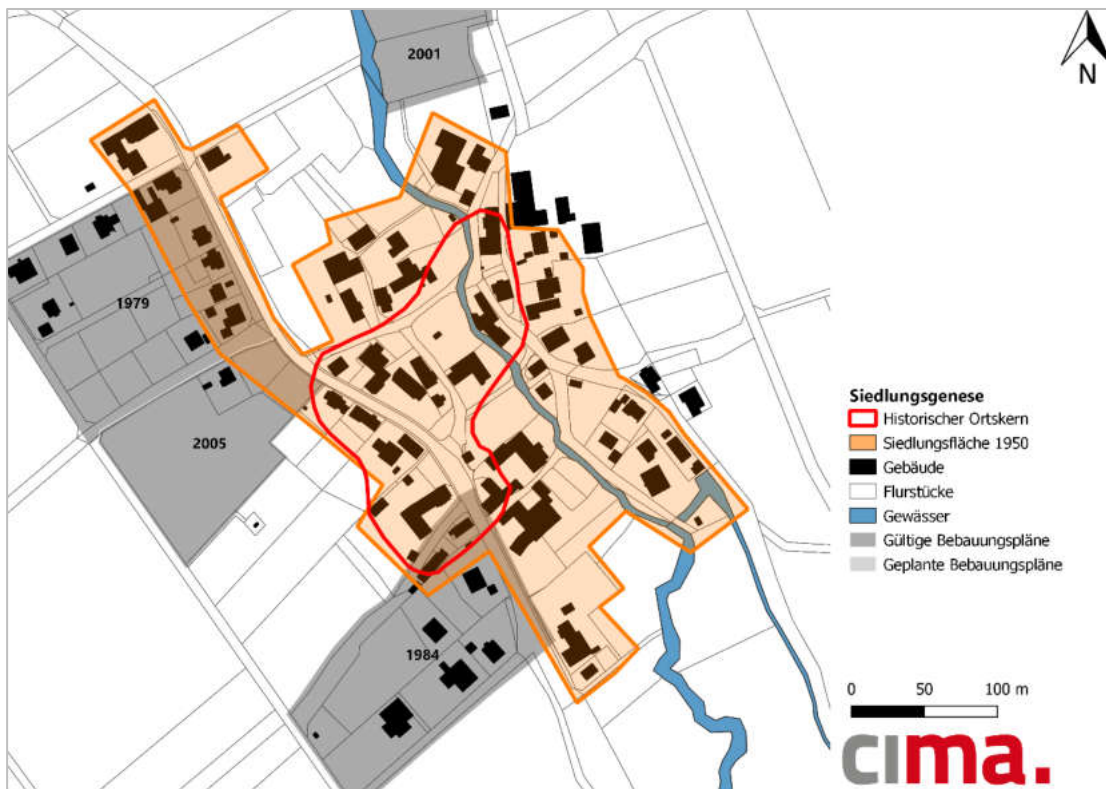 2001
N
1979
2005
1984
Siedlungsgenese
Historischer Ortskern
Siedlungsfläche 1950
Gebäude
Flurstücke
Gewässer
Gültige Bebauungspläne
Geplante Bebauungspläne
0 50 100 m
cima.